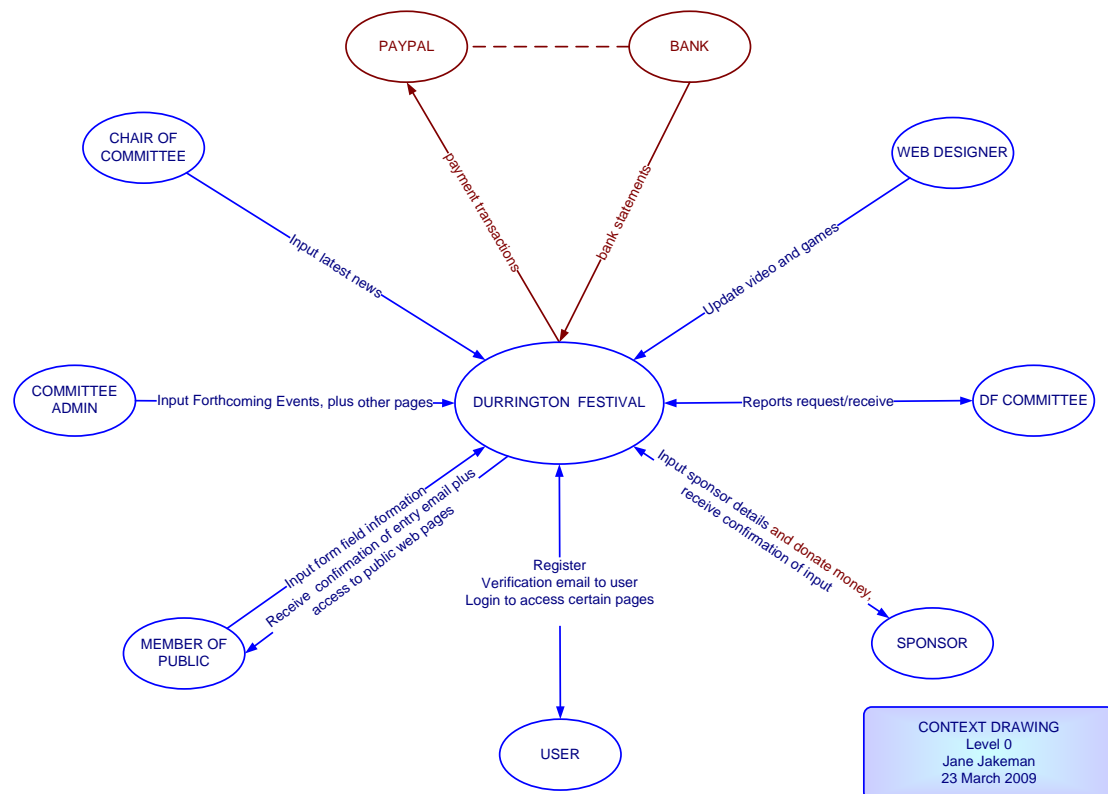 PAYPAL
BANK
CHAIR OF
COMMITTEE
WEB DESIGNER
payment transactions
bank statements
Input latest news
Update video and games
COMMITTEE
ADMIN
Input Forthcoming Events, plus other pages
DURRINGTON FESTIVAL
Reports request/receive
DF COMMITTEE
Input form field information
Receive confirmation of entry email plus
access to public web pages
Input sponsor details and donate money,
receive confirmation of input
Register
Verification email to user
Login to access certain pages
MEMBER OF
PUBLIC
SPONSOR
USER
CONTEXT DRAWING
Level 0
Jane Jakeman
23 March 2009